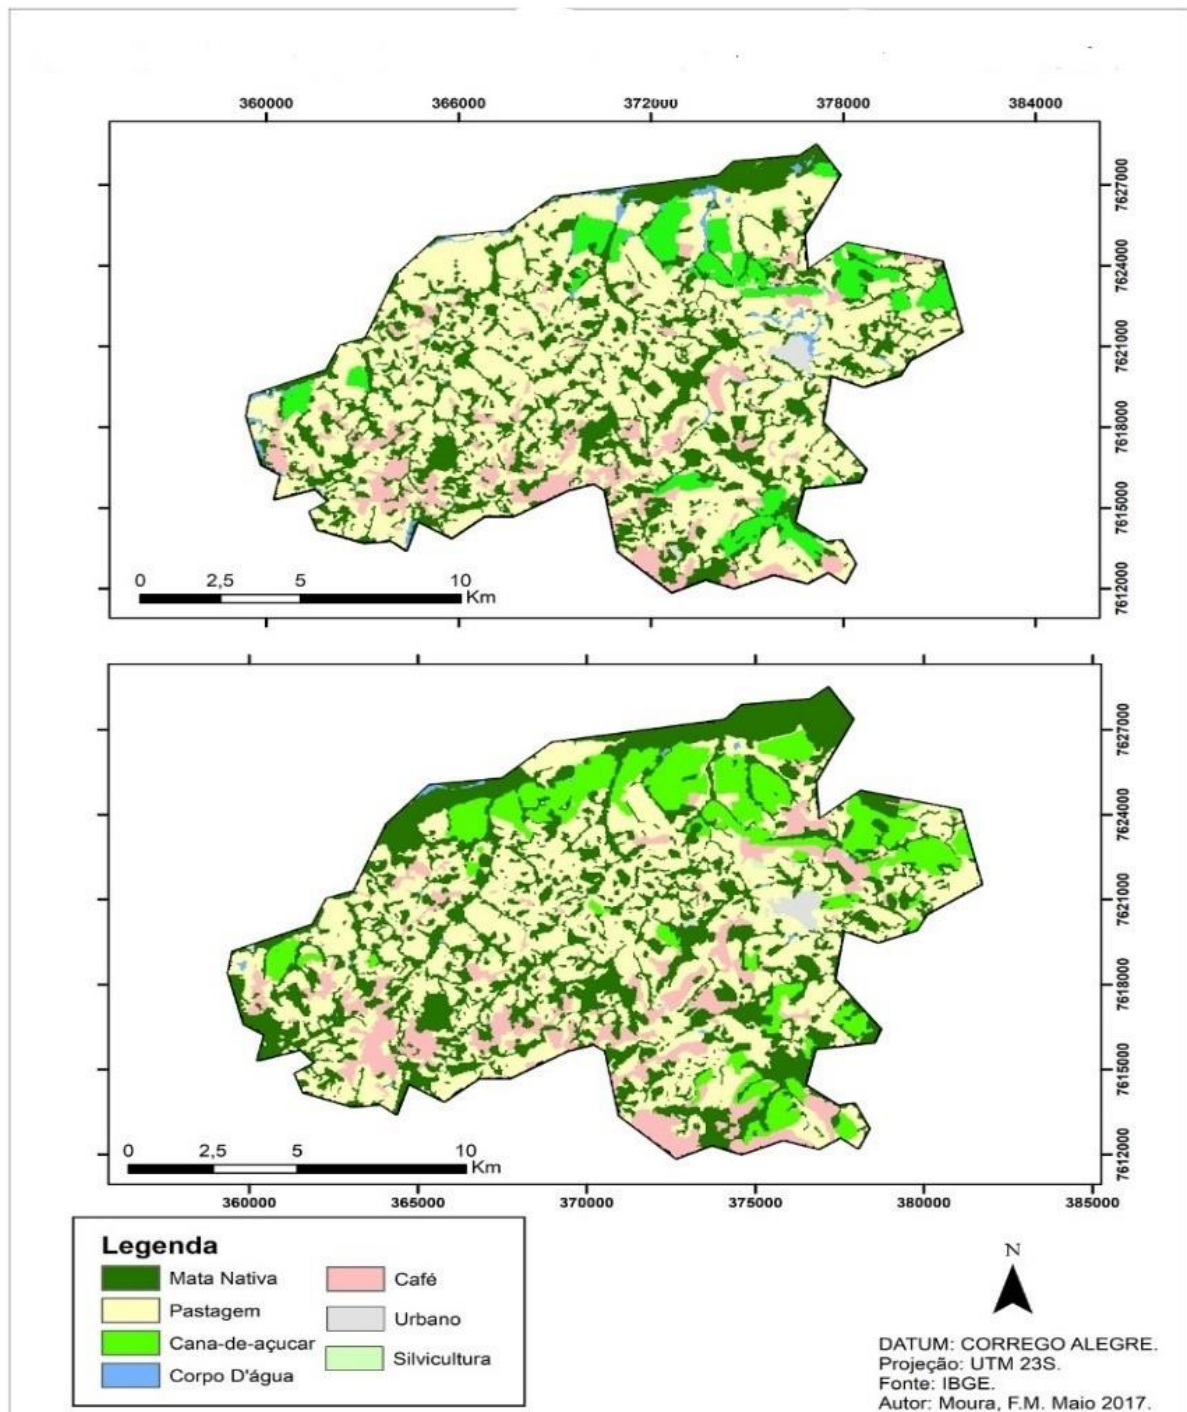 360000 366000 372000 378000 384000
7627000
7624000
7621000
7618000
7615000
7612000
0 2,5 5 10
Km
7627000
7624000
7621000
7618000
7615000
7612000
0 2,5 5 10
Km
360000 365000 370000 375000 380000 385000
Legenda
Mata Nativa
Pastagem
Cana-de-açucar
Corpo D'água
Café
Urbano
Silvicultura
N
DATUM: CORREGO ALEGRE.
Projeção: UTM 23S.
Fonte: IBGE.
Autor: Moura, F.M. Maio 2017.